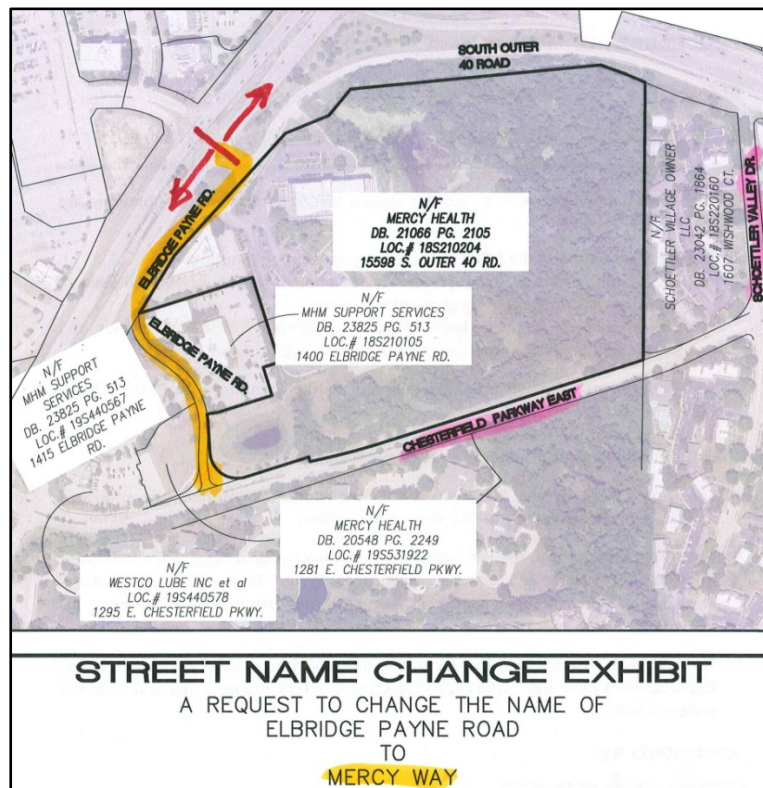 SOUTH OUTER
40 ROAD
ELBRIDGE PAYNE RD.
N/F
MERCY HEALTH
DB. 21066 PG. 2105
LOC.# 18S210204
15598 S. OUTER 40 RD.
N/F
SCHOETTLER VILLAGE OWNER
LLC
DB. 23042 PG. 1864
LOC.# 18S220160
1607 WISHWOOD CT.
SCHOETTLER VALLEY DR.
ELBRIDGE PAYNE RD.
N/F
MHM SUPPORT SERVICES
DB. 23825 PG. 513
LOC.# 18S210105
1400 ELBRIDGE PAYNE RD.
N/F
MHM SUPPORT
SERVICES
DB. 23825 PG. 513
LOC.# 19S440567
1415 ELBRIDGE PAYNE
RD.
CHESTERFIELD PARKWAY EAST
N/F
MERCY HEALTH
DB. 20548 PG. 2249
LOC.# 19S531922
1281 E. CHESTERFIELD PKWY.
N/F
WESTCO LUBE INC et al
LOC.# 19S440578
1295 E. CHESTERFIELD PKWY.
STREET NAME CHANGE EXHIBIT
A REQUEST TO CHANGE THE NAME OF
ELBRIDGE PAYNE ROAD
TO
MERCY WAY